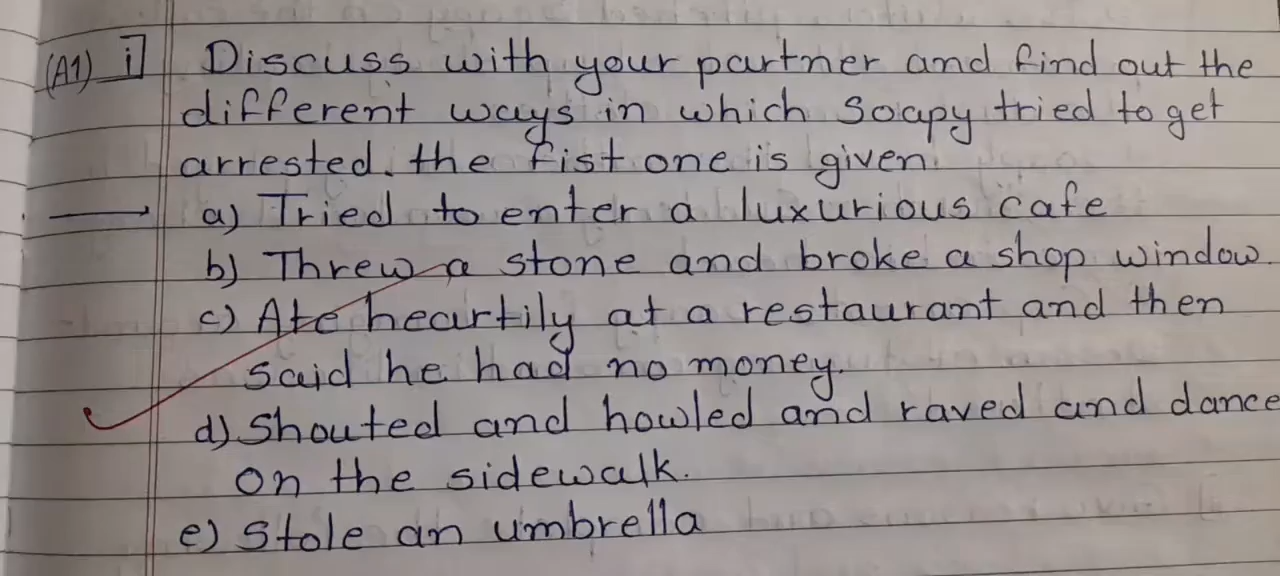 (A1) i] Discuss with your partner and find out the
different ways in which Soapy tried to get
arrested. the fist one is given.
→ a) Tried to enter a luxurious cafe
b) Threw a stone and broke a shop window.
c) Ate heartily at a restaurant and then
said he had no money.
d) Shouted and howled and raved and dance
on the sidewalk.
e) Stole an umbrella